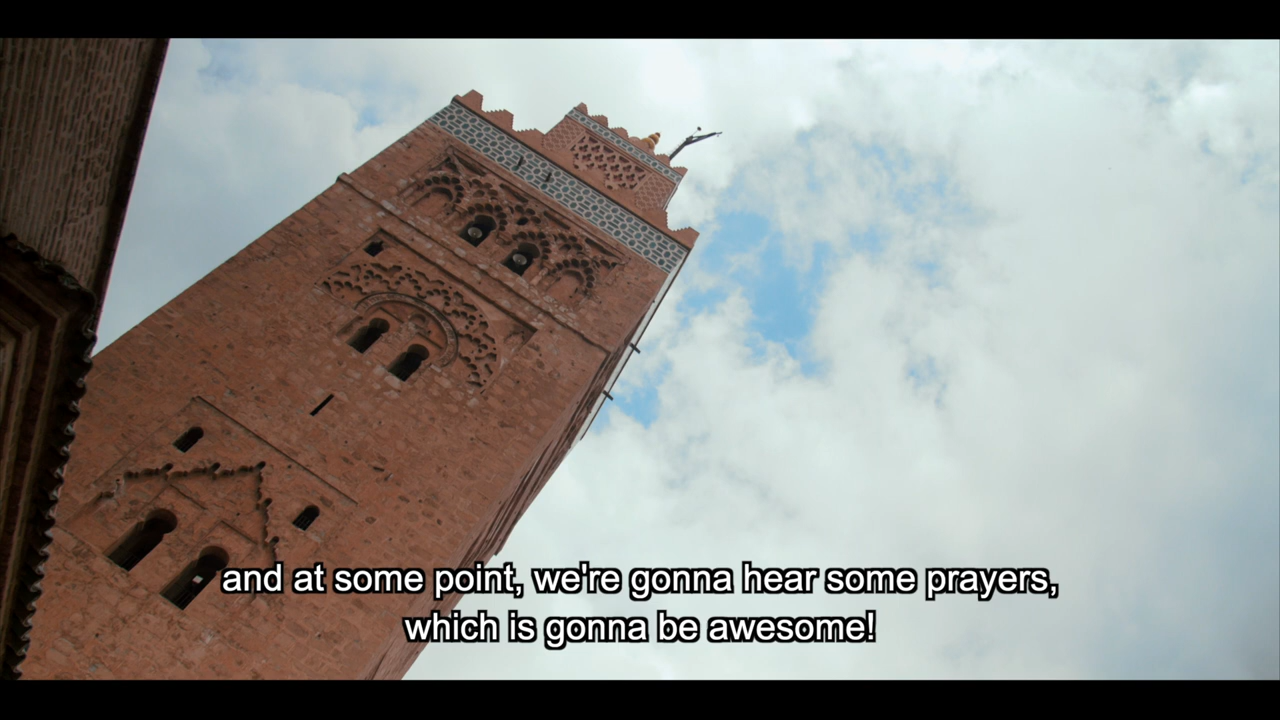 and at some point, we're gonna hear some prayers,
which is gonna be awesome!